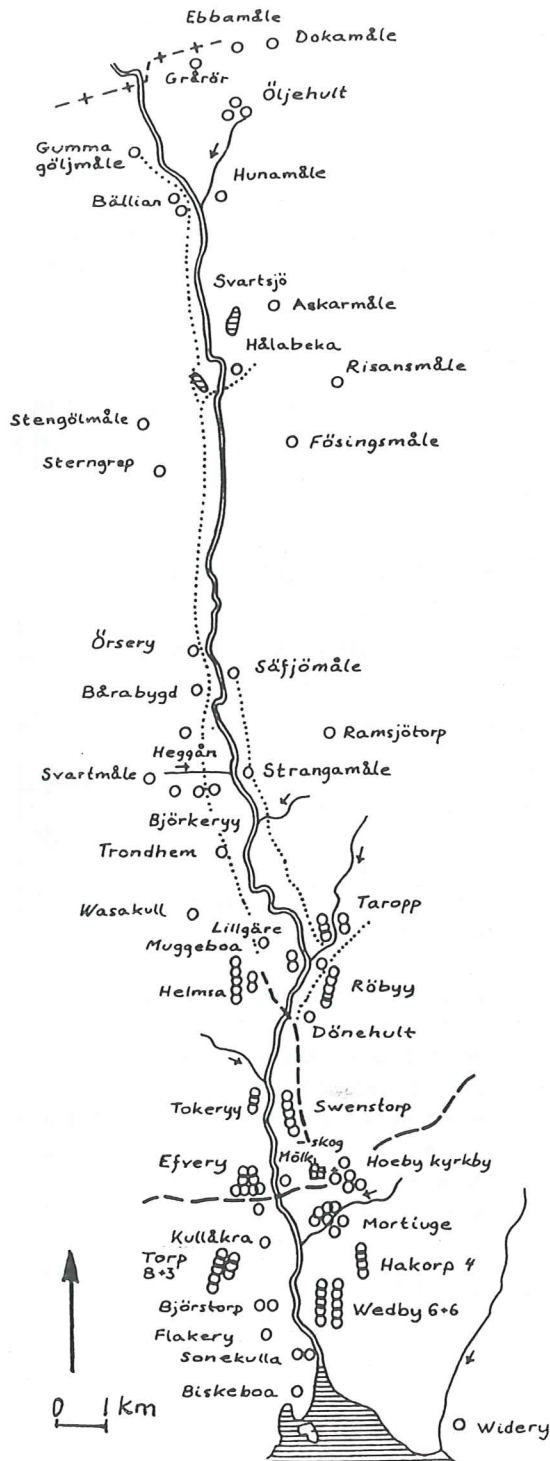 Ebbamåle
Dokamåle
Grårör
Öljehult
Gumma
göljmåle
Hunamåle
Bällian
Svartsjö
Askarmåle
Hålabeka
Risansmåle
Stengölmåle
Fösingsmåle
Sterngrep
Örsery
Säfjömåle
Bårabygd
Ramsjötorp
Heggån
Svartmåle
Strangamåle
Björkeryy
Trondhem
Taropp
Wasakull
Lillgäre
Muggeboa
Helmsa
Röbyy
Dönehult
Tokeryy
Swenstorp
-skog
Mölk
Efvery
Hoeby kyrkby
Mortiuge
Kullåkra
Torp
8+3
Hakorp 4
Björstorp
Wedby 6+6
Flakery
Sonekulla
Biskeboa
0 1 km
Widery